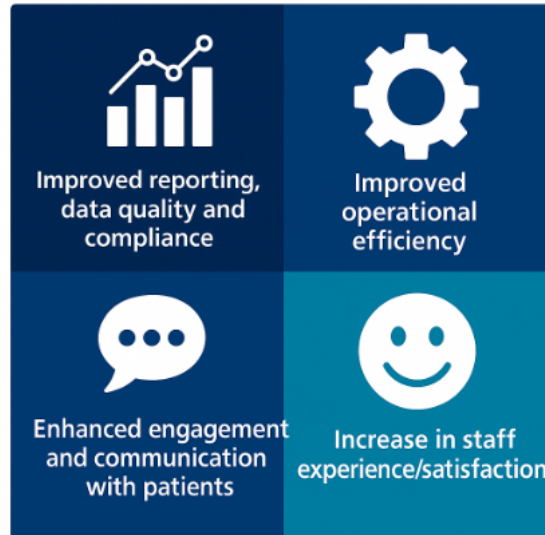 Improved reporting,
data quality and
compliance
Improved
operational
efficiency
Enhanced engagement
and communication
with patients
Increase in staff
experience/satisfaction